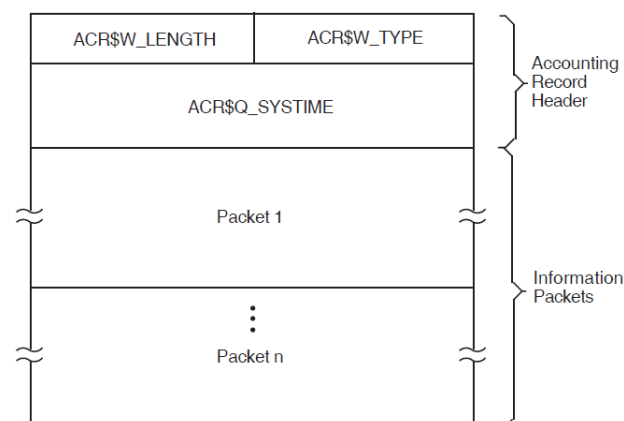 ACR$W_LENGTH
ACR$W_TYPE
Accounting
Record
Header
ACR$Q_SYSTIME
Packet 1
Information
Packets
Packet n